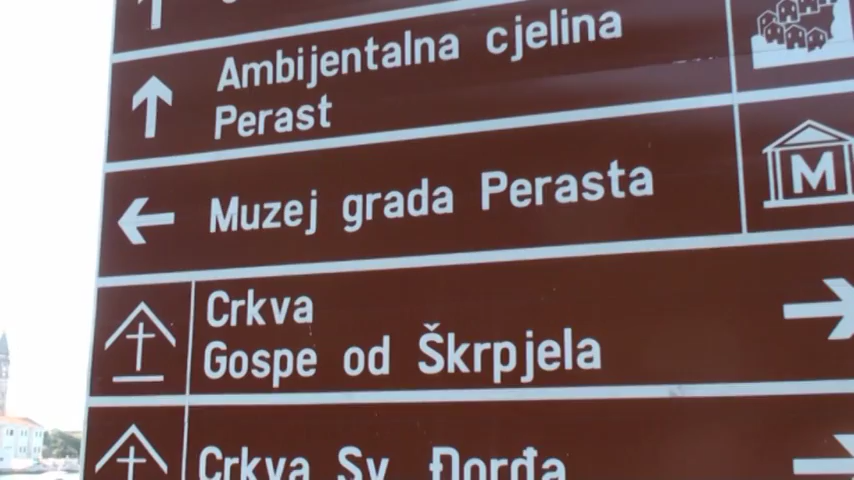 Ambijentalna cjelina
Perast
Muzej grada Perasta
M
Crkva
Gospe od Škrpjela
Crkva Sv. Đorđa